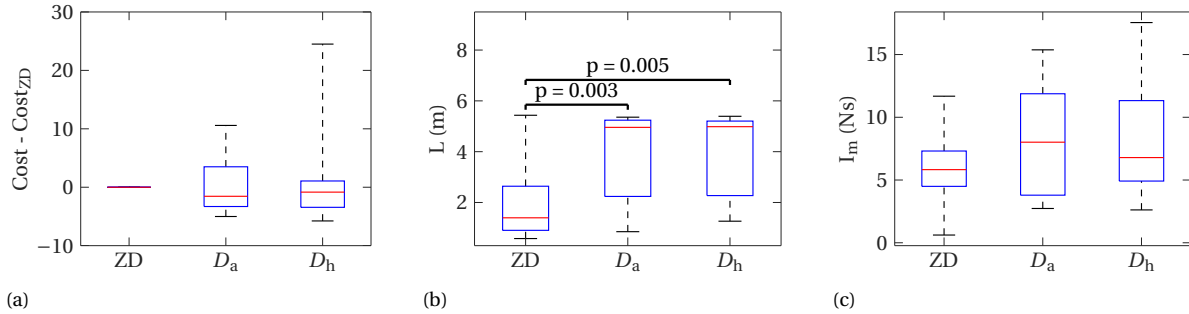 30
20
10
0
−10
Cost - Cost_ZD
ZD
D_a
D_h
(a)
8
6
4
2
L (m)
p = 0.005
p = 0.003
ZD
D_a
D_h
(b)
15
10
5
0
I_m (Ns)
ZD
D_a
D_h
(c)